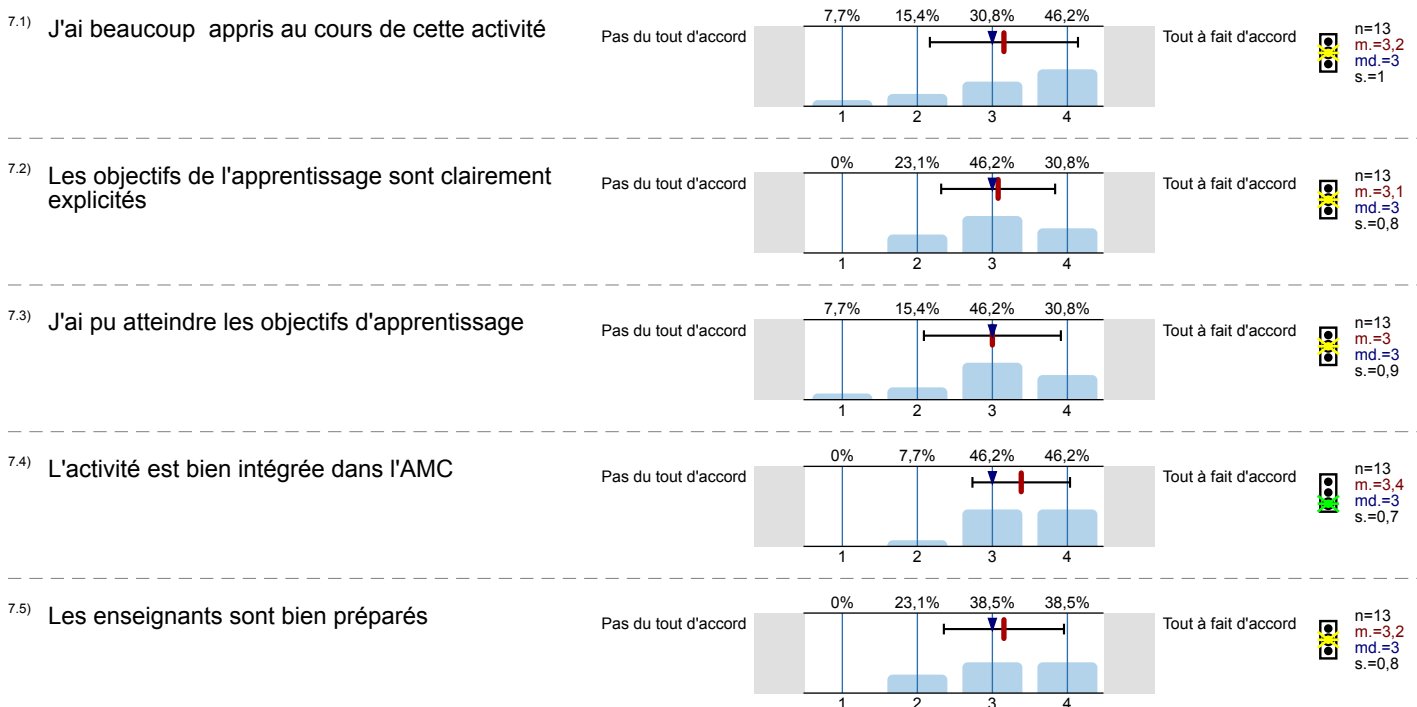 7.1) J'ai beaucoup appris au cours de cette activité
Pas du tout d'accord
7,7% 15,4% 30,8% 46,2%
1 2 3 4
Tout à fait d'accord
n=13
m.=3,2
md.=3
s.=1
7.2) Les objectifs de l'apprentissage sont clairement
explicités
Pas du tout d'accord
0% 23,1% 46,2% 30,8%
1 2 3 4
Tout à fait d'accord
n=13
m.=3,1
md.=3
s.=0,8
7.3) J'ai pu atteindre les objectifs d'apprentissage
Pas du tout d'accord
7,7% 15,4% 46,2% 30,8%
1 2 3 4
Tout à fait d'accord
n=13
m.=3
md.=3
s.=0,9
7.4) L'activité est bien intégrée dans l'AMC
Pas du tout d'accord
0% 7,7% 46,2% 46,2%
1 2 3 4
Tout à fait d'accord
n=13
m.=3,4
md.=3
s.=0,7
7.5) Les enseignants sont bien préparés
Pas du tout d'accord
0% 23,1% 38,5% 38,5%
1 2 3 4
Tout à fait d'accord
n=13
m.=3,2
md.=3
s.=0,8